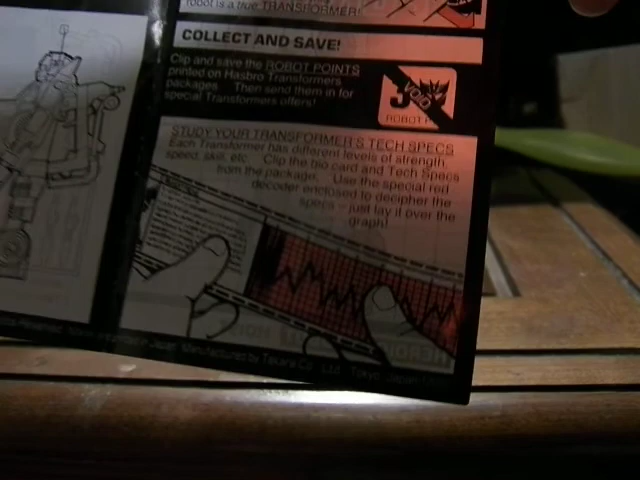 robot is a true TRANSFORMER!
COLLECT AND SAVE!
Clip and save the ROBOT POINTS
printed on Hasbro Transformers
packages. Then send them in for
special Transformers offers!
VOID
ROBOT
STUDY YOUR TRANSFORMER'S TECH SPECS
Each Transformer has different levels of strength,
speed, skill, etc. Clip the bio card and Tech Specs
from the package. Use the special red
decoder enclosed to decipher the
specs - just lay it over the
graph!
Manufactured by Takara Co. Ltd. Tokyo, Japan